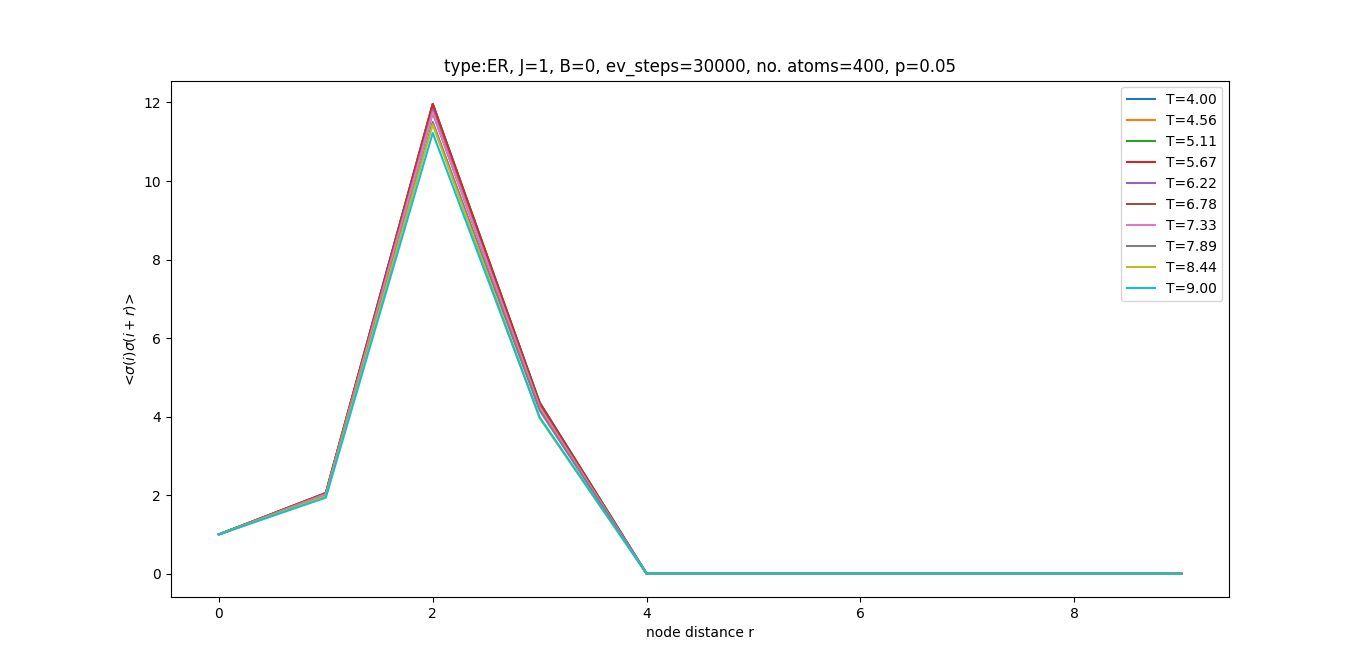 type:ER, J=1, B=0, ev_steps=30000, no. atoms=400, p=0.05
12
10
8
6
4
2
0
<σ(i)σ(i + r)>
0
2
4
6
8
node distance r
T=4.00
T=4.56
T=5.11
T=5.67
T=6.22
T=6.78
T=7.33
T=7.89
T=8.44
T=9.00